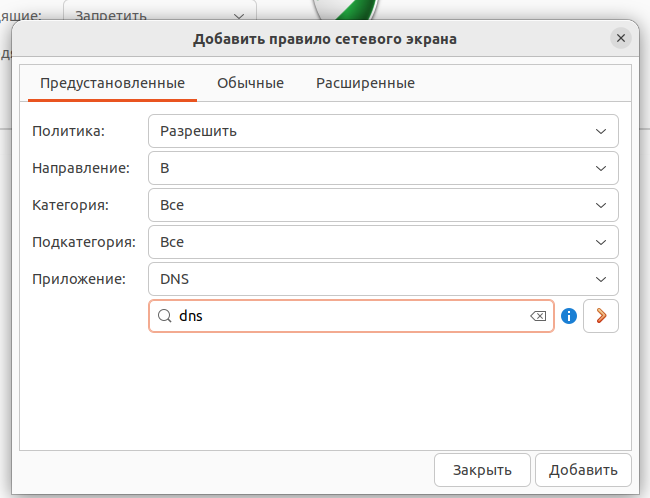 Запретить
Добавить правило сетевого экрана
Предустановленные Обычные Расширенные
Политика: Разрешить
Направление: В
Категория: Все
Подкатегория: Все
Приложение: DNS
dns
Закрыть Добавить